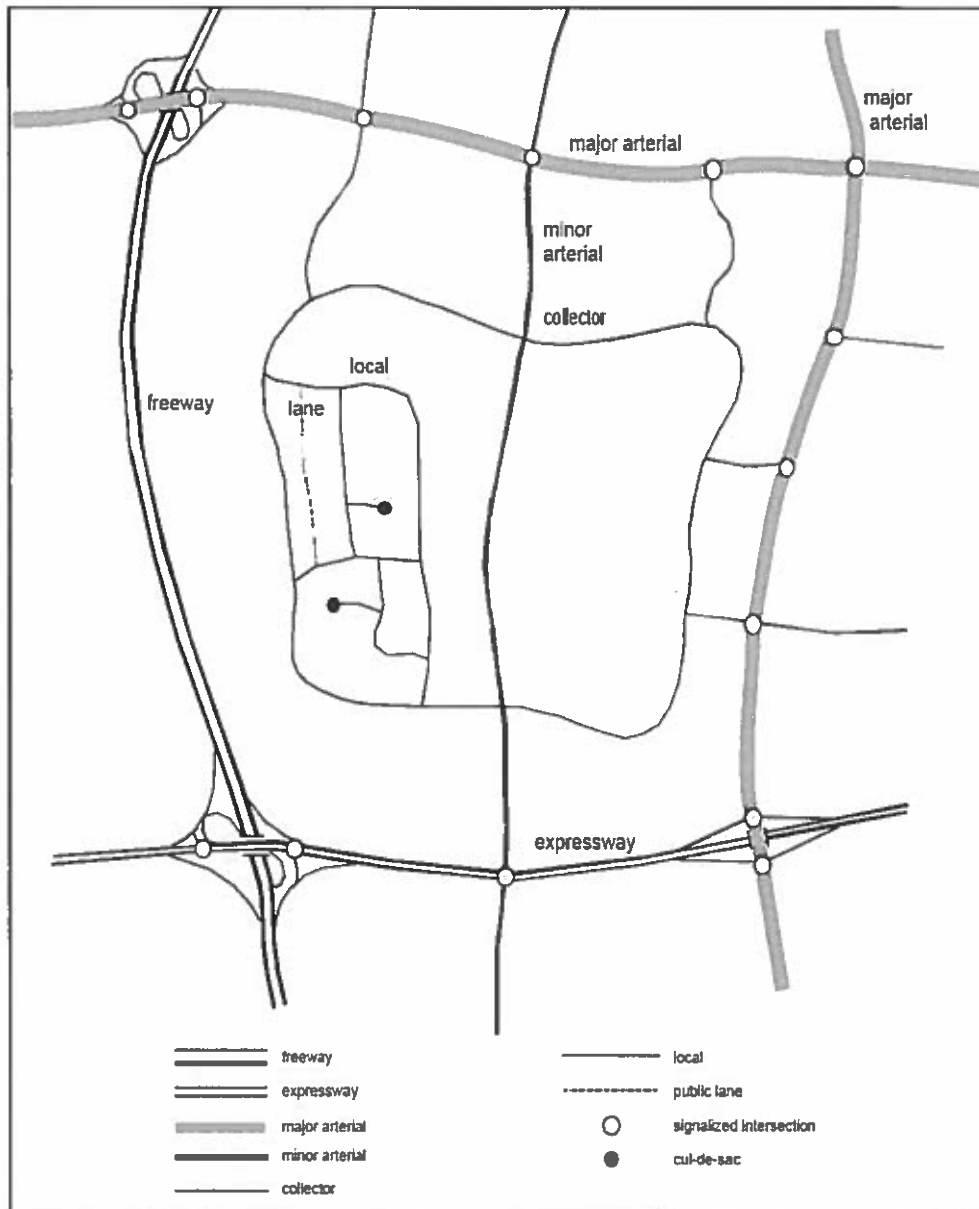 major
arterial
major arterial
minor
arterial
collector
local
lane
freeway
expressway
freeway
expressway
major arterial
minor arterial
collector
local
public lane
signalized intersection
cul-de-sac